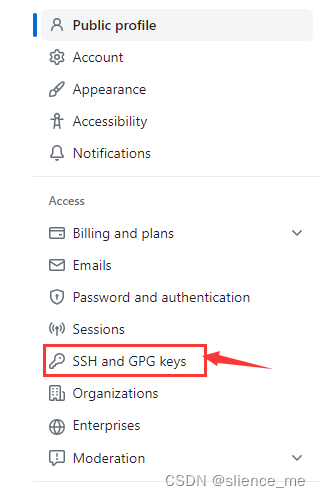 Public profile
Account
Appearance
Accessibility
Notifications
Access
Billing and plans
Emails
Password and authentication
Sessions
SSH and GPG keys
Organizations
Enterprises
Moderation
CSDN @slience_me